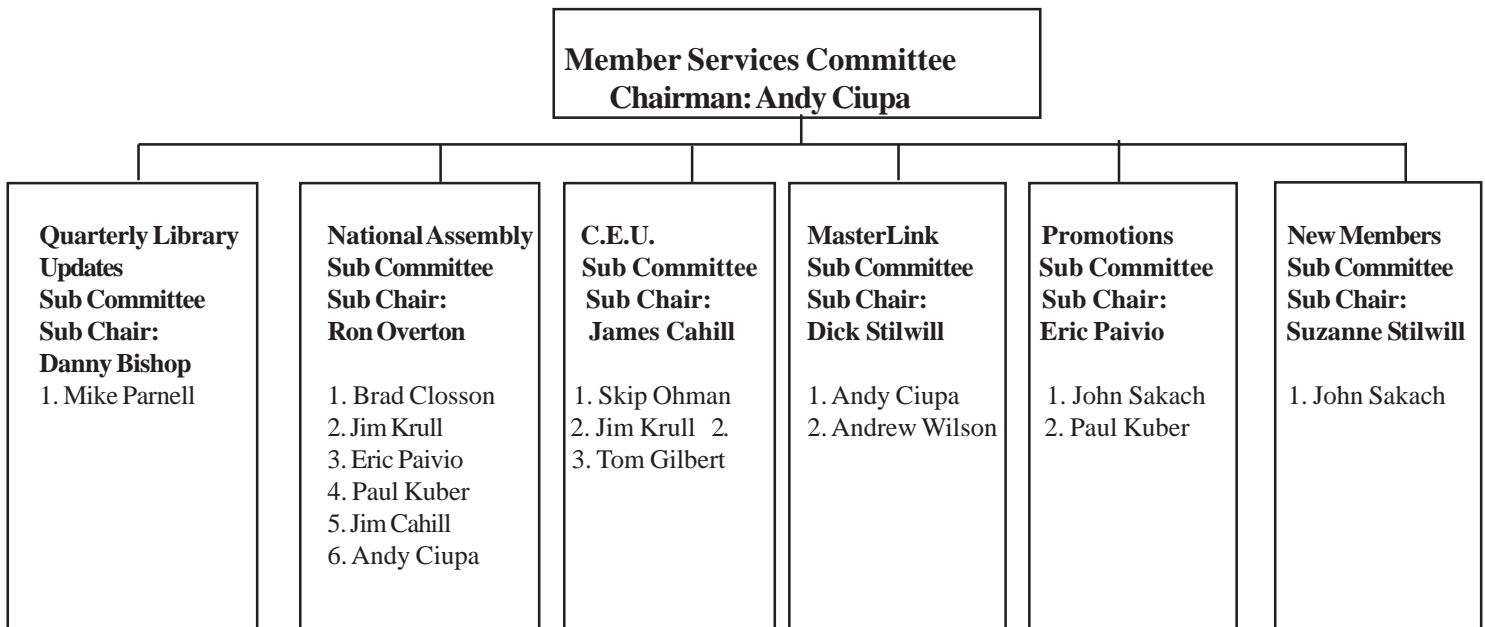 Member Services Committee
Chairman: Andy Ciupa
Quarterly Library
Updates
Sub Committee
Sub Chair:
Danny Bishop
1. Mike Parnell
National Assembly
Sub Committee
Sub Chair:
Ron Overton
1. Brad Closson
2. Jim Krull
3. Eric Paivio
4. Paul Kuber
5. Jim Cahill
6. Andy Ciupa
C.E.U.
Sub Committee
Sub Chair:
James Cahill
1. Skip Ohman
2. Jim Krull 2.
3. Tom Gilbert
MasterLink
Sub Committee
Sub Chair:
Dick Stilwill
1. Andy Ciupa
2. Andrew Wilson
Promotions
Sub Committee
Sub Chair:
Eric Paivio
1. John Sakach
2. Paul Kuber
New Members
Sub Committee
Sub Chair:
Suzanne Stilwill
1. John Sakach